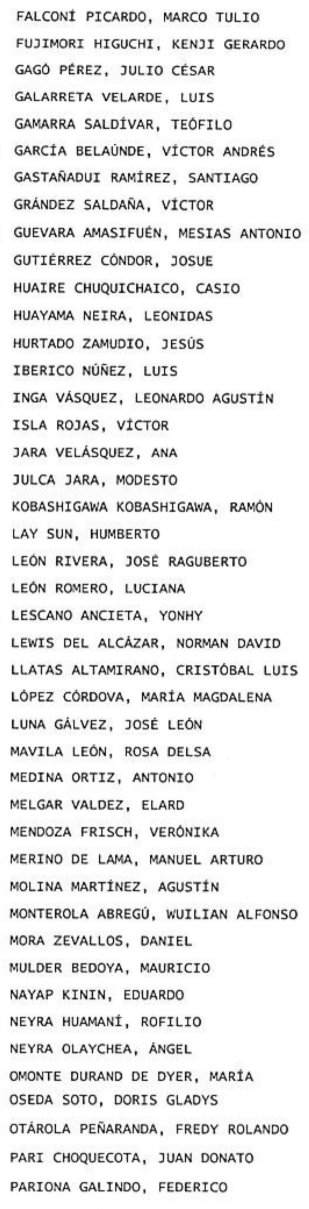 FALCONÍ PICARDO, MARCO TULIO
FUJIMORI HIGUCHI, KENJI GERARDO
GAGÓ PÉREZ, JULIO CÉSAR
GALARRETA VELARDE, LUIS
GAMARRA SALDÍVAR, TEÓFILO
GARCÍA BELAÚNDE, VÍCTOR ANDRÉS
GASTAÑADUI RAMÍREZ, SANTIAGO
GRÁNDEZ SALDAÑA, VÍCTOR
GUEVARA AMASIFUÉN, MESIAS ANTONIO
GUTIÉRREZ CÓNDOR, JOSUE
HUAIRE CHUQUICHAICO, CASIO
HUAYAMA NEIRA, LEONIDAS
HURTADO ZAMUDIO, JESÚS
IBERICO NÚÑEZ, LUIS
INGA VÁSQUEZ, LEONARDO AGUSTÍN
ISLA ROJAS, VÍCTOR
JARA VELÁSQUEZ, ANA
JULCA JARA, MODESTO
KOBASHIGAWA KOBASHIGAWA, RAMÓN
LAY SUN, HUMBERTO
LEÓN RIVERA, JOSÉ RAGUBERTO
LEÓN ROMERO, LUCIANA
LESCANO ANCIETA, YONHY
LEWIS DEL ALCÁZAR, NORMAN DAVID
LLATAS ALTAMIRANO, CRISTÓBAL LUIS
LÓPEZ CÓRDOVA, MARÍA MAGDALENA
LUNA GÁLVEZ, JOSÉ LEÓN
MAVILA LEÓN, ROSA DELSA
MEDINA ORTIZ, ANTONIO
MELGAR VALDEZ, ELARD
MENDOZA FRISCH, VERÓNIKA
MERINO DE LAMA, MANUEL ARTURO
MOLINA MARTÍNEZ, AGUSTÍN
MONTEROLA ABREGÚ, WUILIAN ALFONSO
MORA ZEVALLOS, DANIEL
MULDER BEDOYA, MAURICIO
NAYAP KININ, EDUARDO
NEYRA HUAMANÍ, ROFILIO
NEYRA OLAYCHEA, ÁNGEL
OMONTE DURAND DE DYER, MARÍA
OSEDA SOTO, DORIS GLADYS
OTÁROLA PEÑARANDA, FREDY ROLANDO
PARI CHOQUECOTA, JUAN DONATO
PARIONA GALINDO, FEDERICO